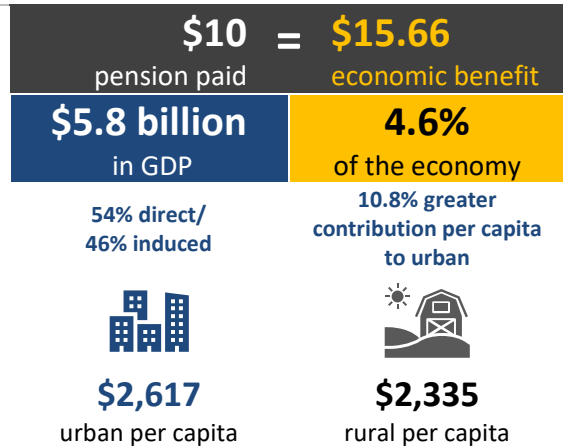 $10 = $15.66
pension paid economic benefit
$5.8 billion
in GDP
4.6%
of the economy
54% direct/
46% induced
10.8% greater
contribution per capita
to urban
$2,617
urban per capita
$2,335
rural per capita